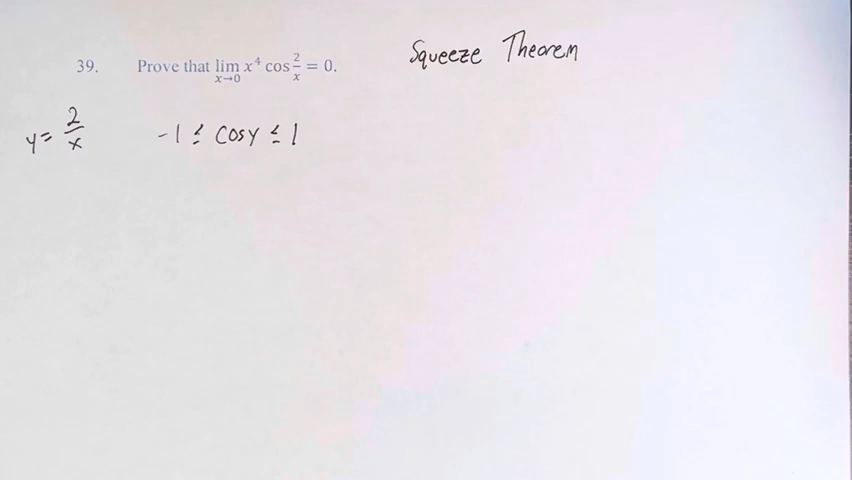 39. Prove that lim x→0 x⁴ cos 2/x = 0.
Squeeze Theorem
y = 2/x
-1 ≤ cos y ≤ 1